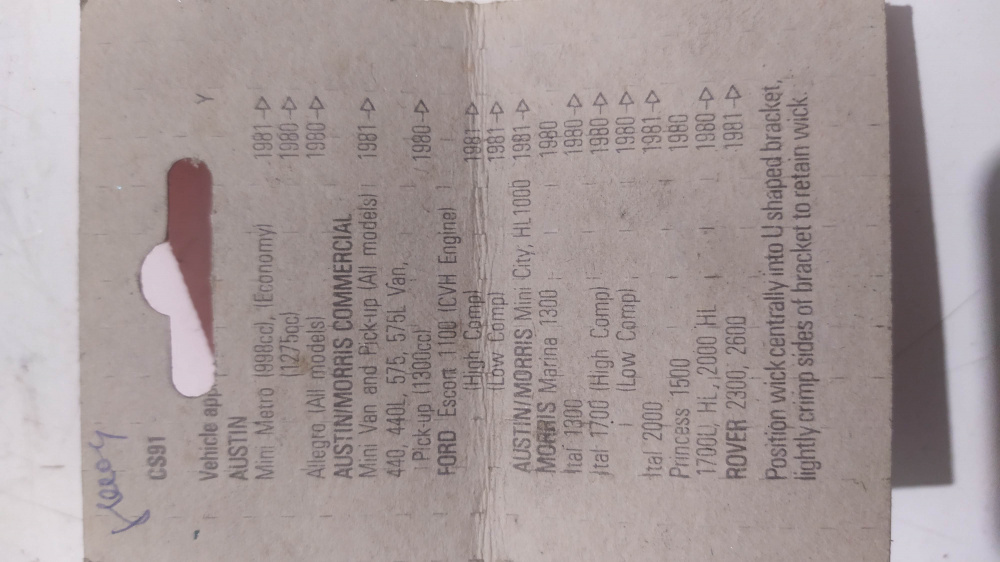 CS91
Vehicle app Y
AUSTIN
Mini Metro (998cc), (Economy) 1981→
(1275cc) 1980→
Allegro, (All models) 1980→
AUSTIN/MORRIS COMMERCIAL
Mini Van and Pick-up (All models) 1981→
440, 440L, 575, 575L Van,
Pick-up (1300cc) 1980→
FORD Escort 1100 (CVH Engine)
(High Comp) 1981→
(Low Comp) 1981→
AUSTIN/MORRIS Mini City, HL1000 1981→
MORRIS Marina 1300 1980
Ital 1300 1980→
Ital 1700 (High Comp) 1980→
(Low Comp) 1980→
Ital 2000 1981→
Princess 1500 1980
1700L, HL, 2000 HL 1980→
ROVER 2300, 2600 1981→
Position wick centrally into U shaped bracket,
lightly crimp sides of bracket to retain wick.